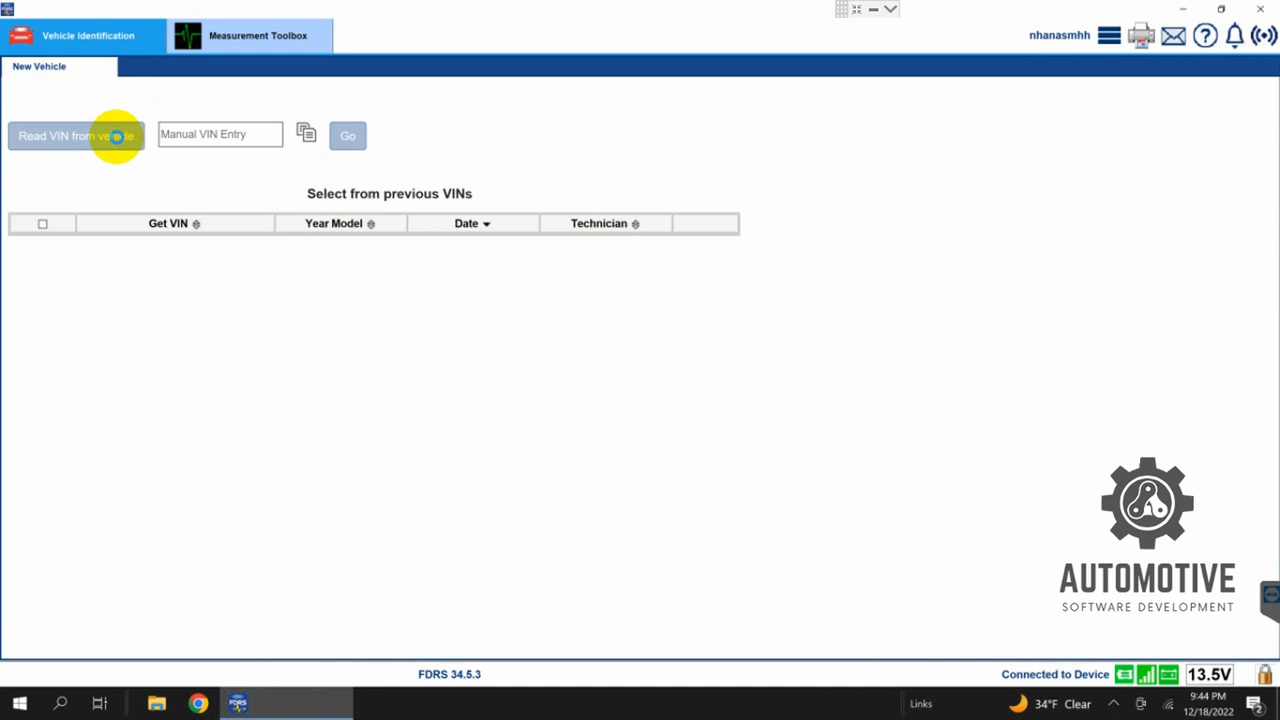 Vehicle Identification
Measurement Toolbox
nhanasmhh
New Vehicle
Read VIN from vehicle
Manual VIN Entry
Go
Select from previous VINs
Get VIN
Year Model
Date
Technician
AUTOMOTIVE
SOFTWARE DEVELOPMENT
FDRS 34.5.3
Connected to Device
13.5V
FDRS
Links
34°F Clear
9:44 PM
12/18/2022
2